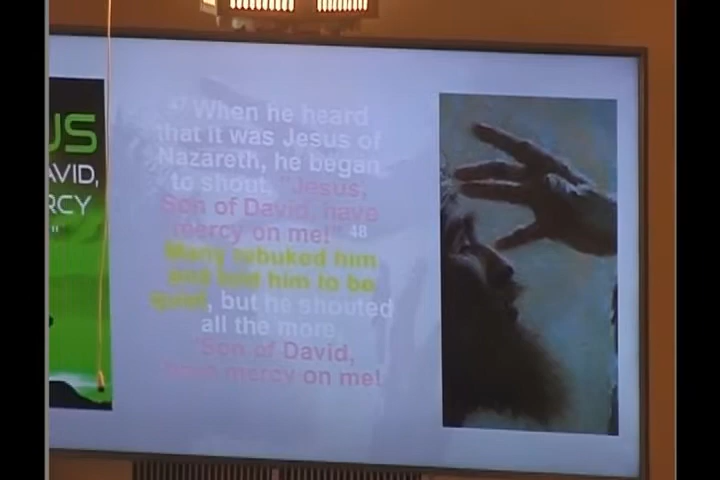 US
AVID,
RCY
"
47 When he heard
that it was Jesus of
Nazareth, he began
to shout, "Jesus,
Son of David, have
mercy on me!" 48
Many rebuked him
and told him to be
quiet, but he shouted
all the more,
"Son of David,
have mercy on me!